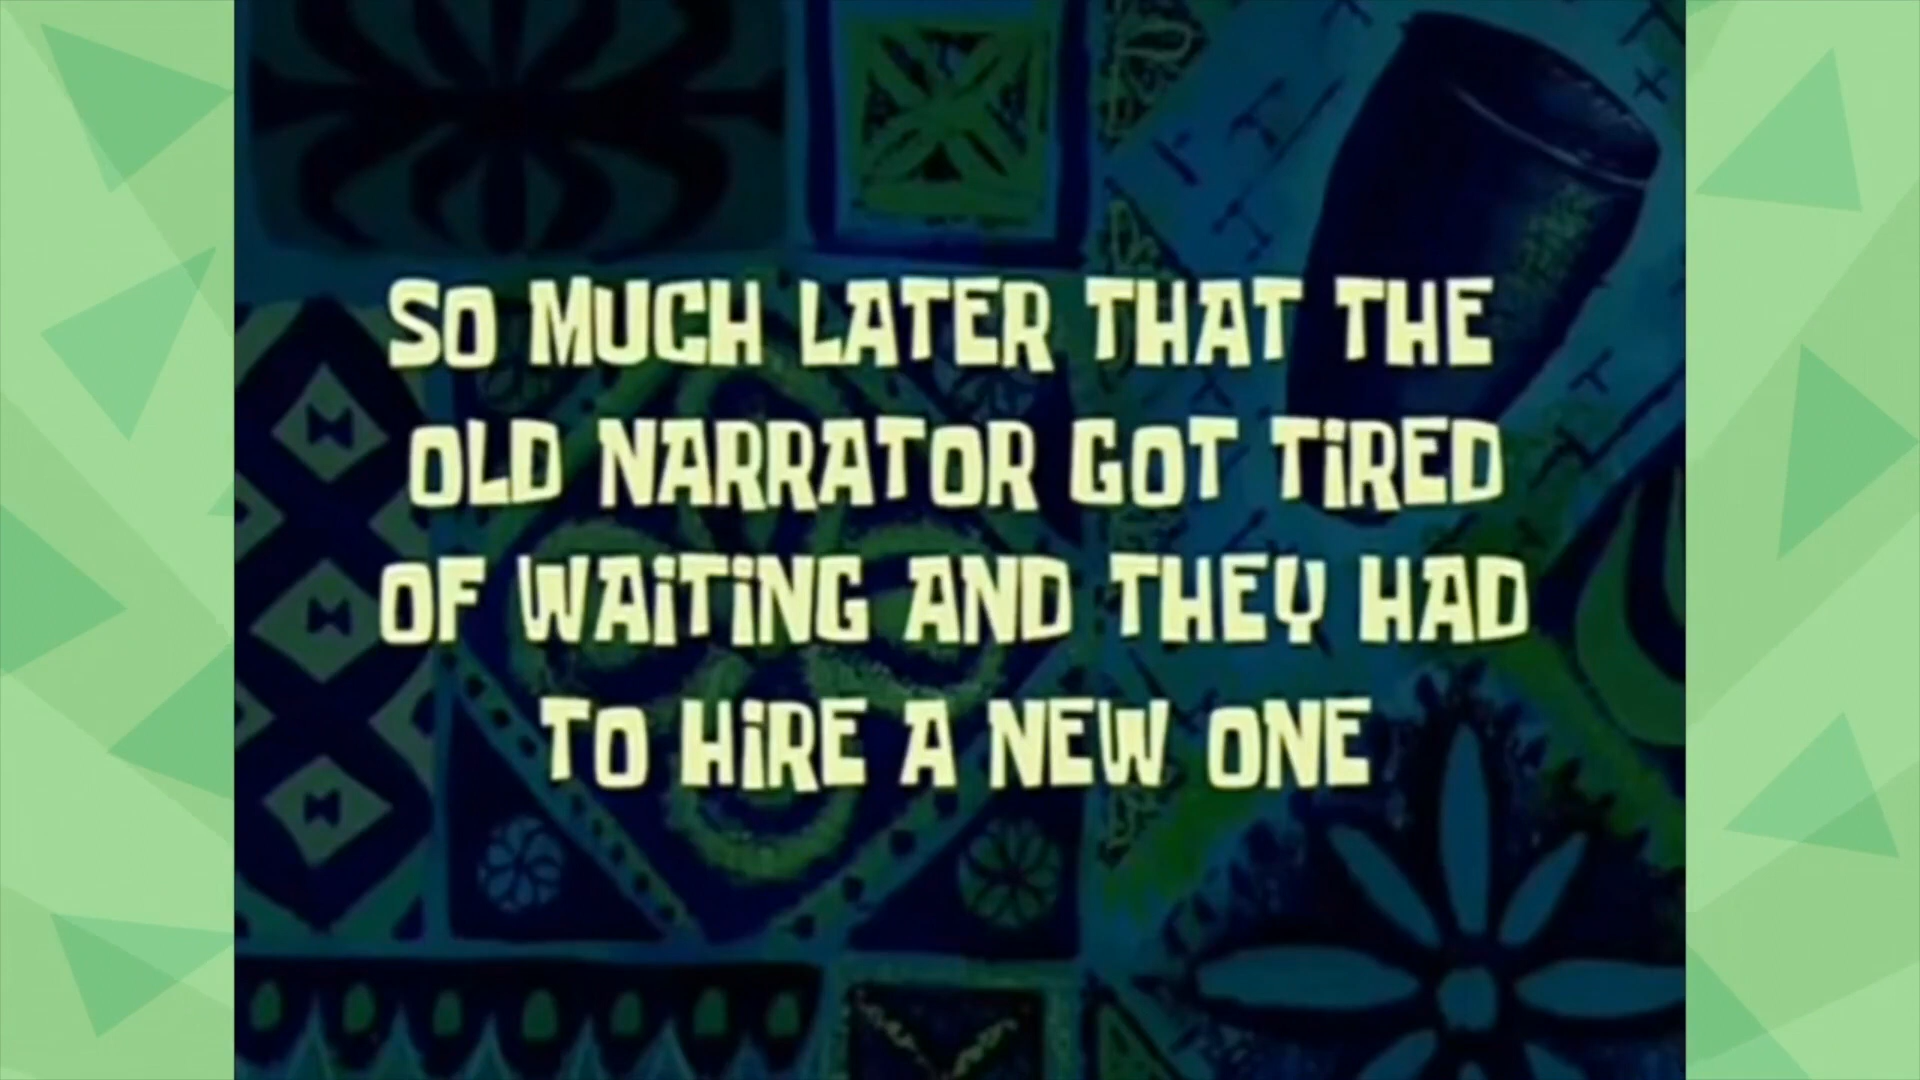 SO MUCH LATER THAT THE
OLD NARRATOR GOT TIRED
OF WAITING AND THEY HAD
TO HIRE A NEW ONE